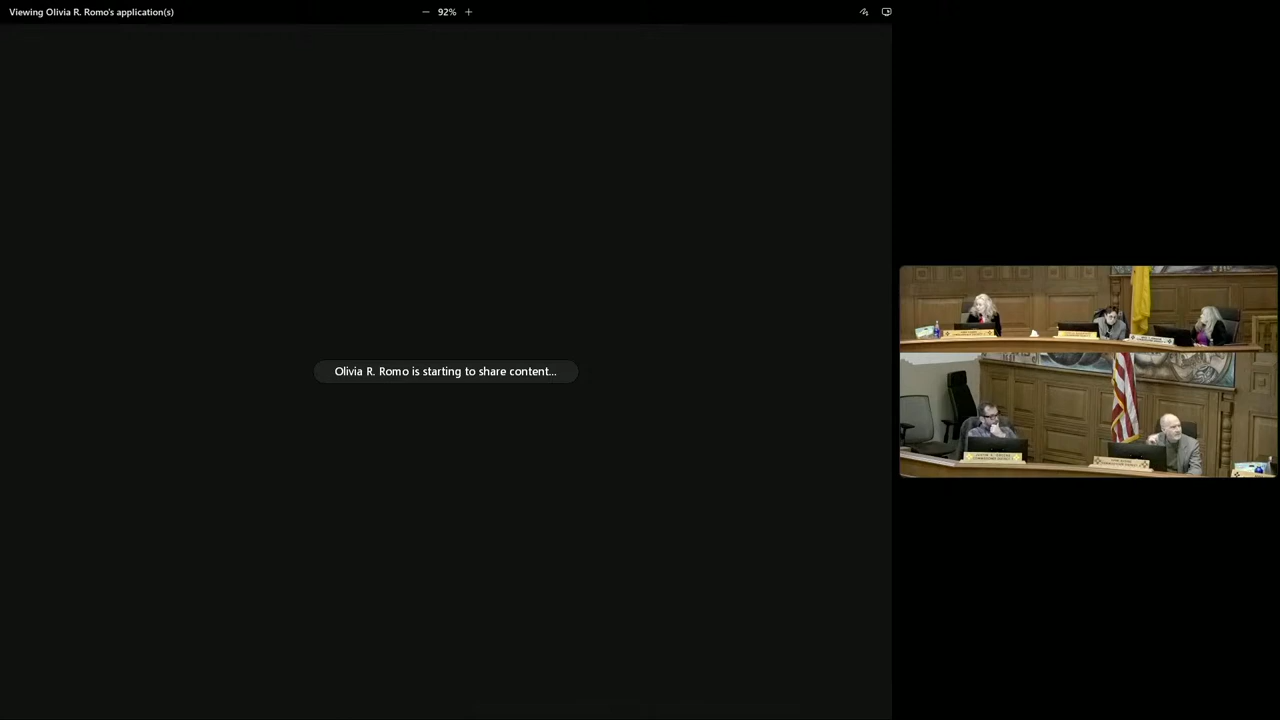 Viewing Olivia R. Romo's application(s)
92%
Olivia R. Romo is starting to share content...